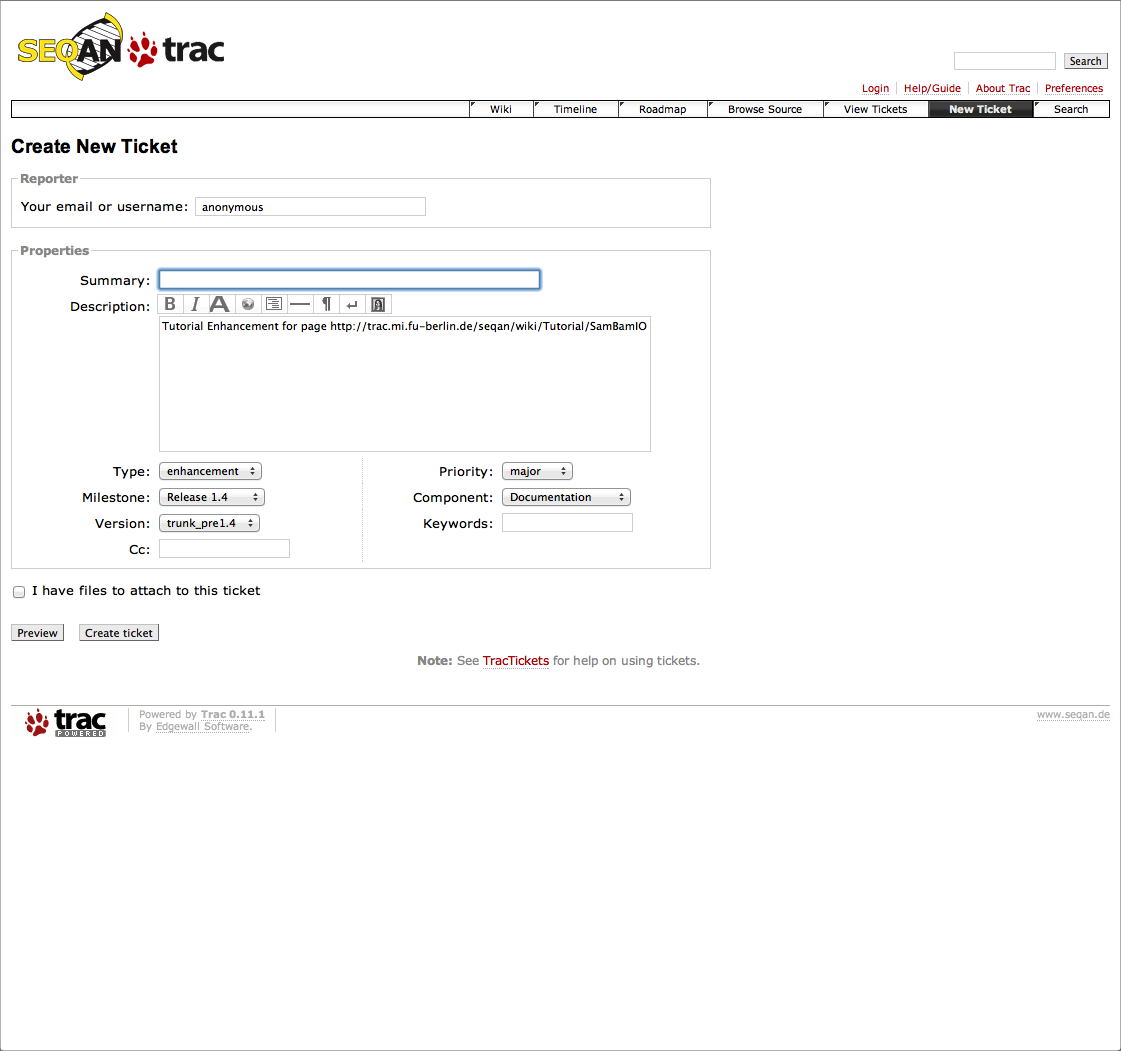 SEQAN trac
Search
Login Help/Guide About Trac Preferences
Wiki Timeline Roadmap Browse Source View Tickets New Ticket Search
Create New Ticket
Reporter
Your email or username: anonymous
Properties
Summary:
Description: B I A ¶
Tutorial Enhancement for page http://trac.mi.fu-berlin.de/seqan/wiki/Tutorial/SamBamIO
Type: enhancement Priority: major
Milestone: Release 1.4 Component: Documentation
Version: trunk_pre1.4 Keywords:
Cc:
I have files to attach to this ticket
Preview Create ticket
Note: See TracTickets for help on using tickets.
trac POWERED
Powered by Trac 0.11.1
By Edgewall Software.
www.seqan.de